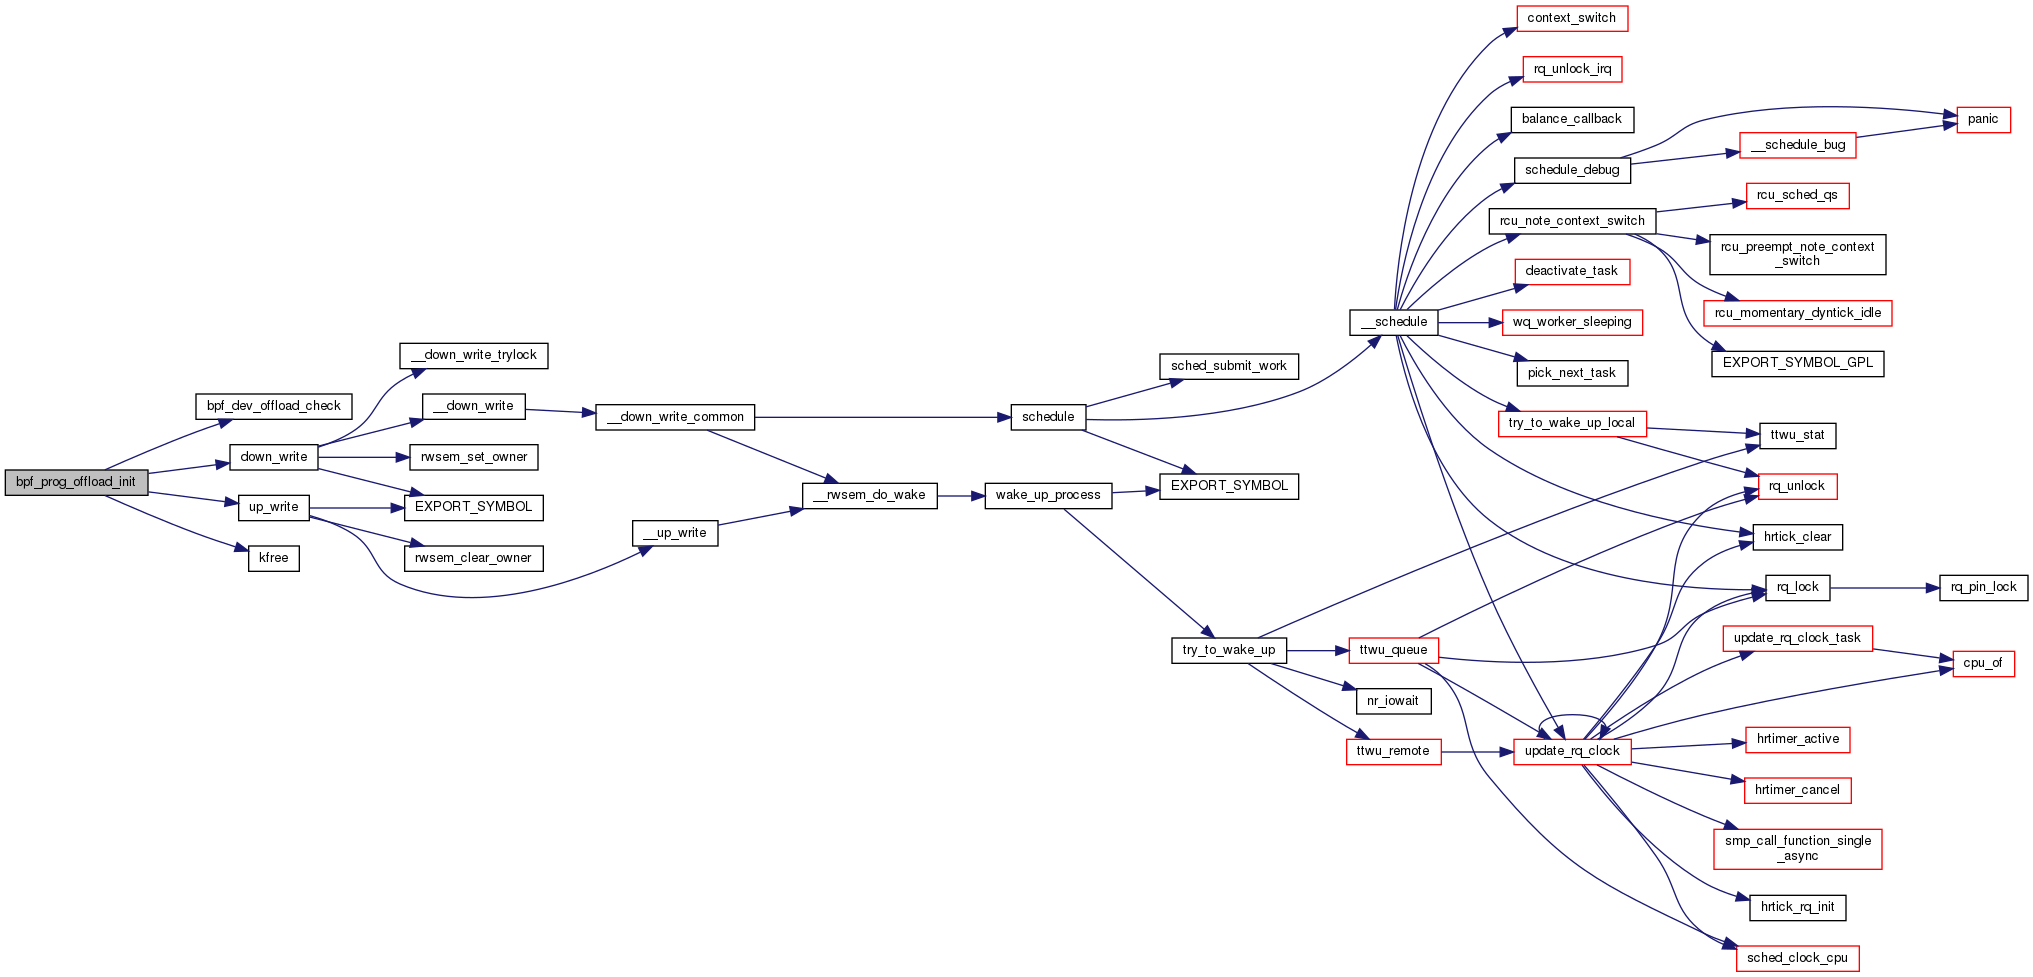 context_switch
rq_unlock_irq
balance_callback
panic
__schedule_bug
schedule_debug
rcu_sched_qs
rcu_note_context_switch
rcu_preempt_note_context
_switch
deactivate_task
rcu_momentary_dyntick_idle
__schedule
wq_worker_sleeping
__down_write_trylock
sched_submit_work
pick_next_task
EXPORT_SYMBOL_GPL
bpf_dev_offload_check
__down_write
__down_write_common
schedule
try_to_wake_up_local
ttwu_stat
down_write
rwsem_set_owner
bpf_prog_offload_init
EXPORT_SYMBOL
rq_unlock
__rwsem_do_wake
wake_up_process
up_write
EXPORT_SYMBOL
__up_write
hrtick_clear
kfree
rwsem_clear_owner
rq_lock
rq_pin_lock
update_rq_clock_task
try_to_wake_up
ttwu_queue
cpu_of
nr_iowait
hrtimer_active
ttwu_remote
update_rq_clock
hrtimer_cancel
smp_call_function_single
_async
hrtick_rq_init
sched_clock_cpu